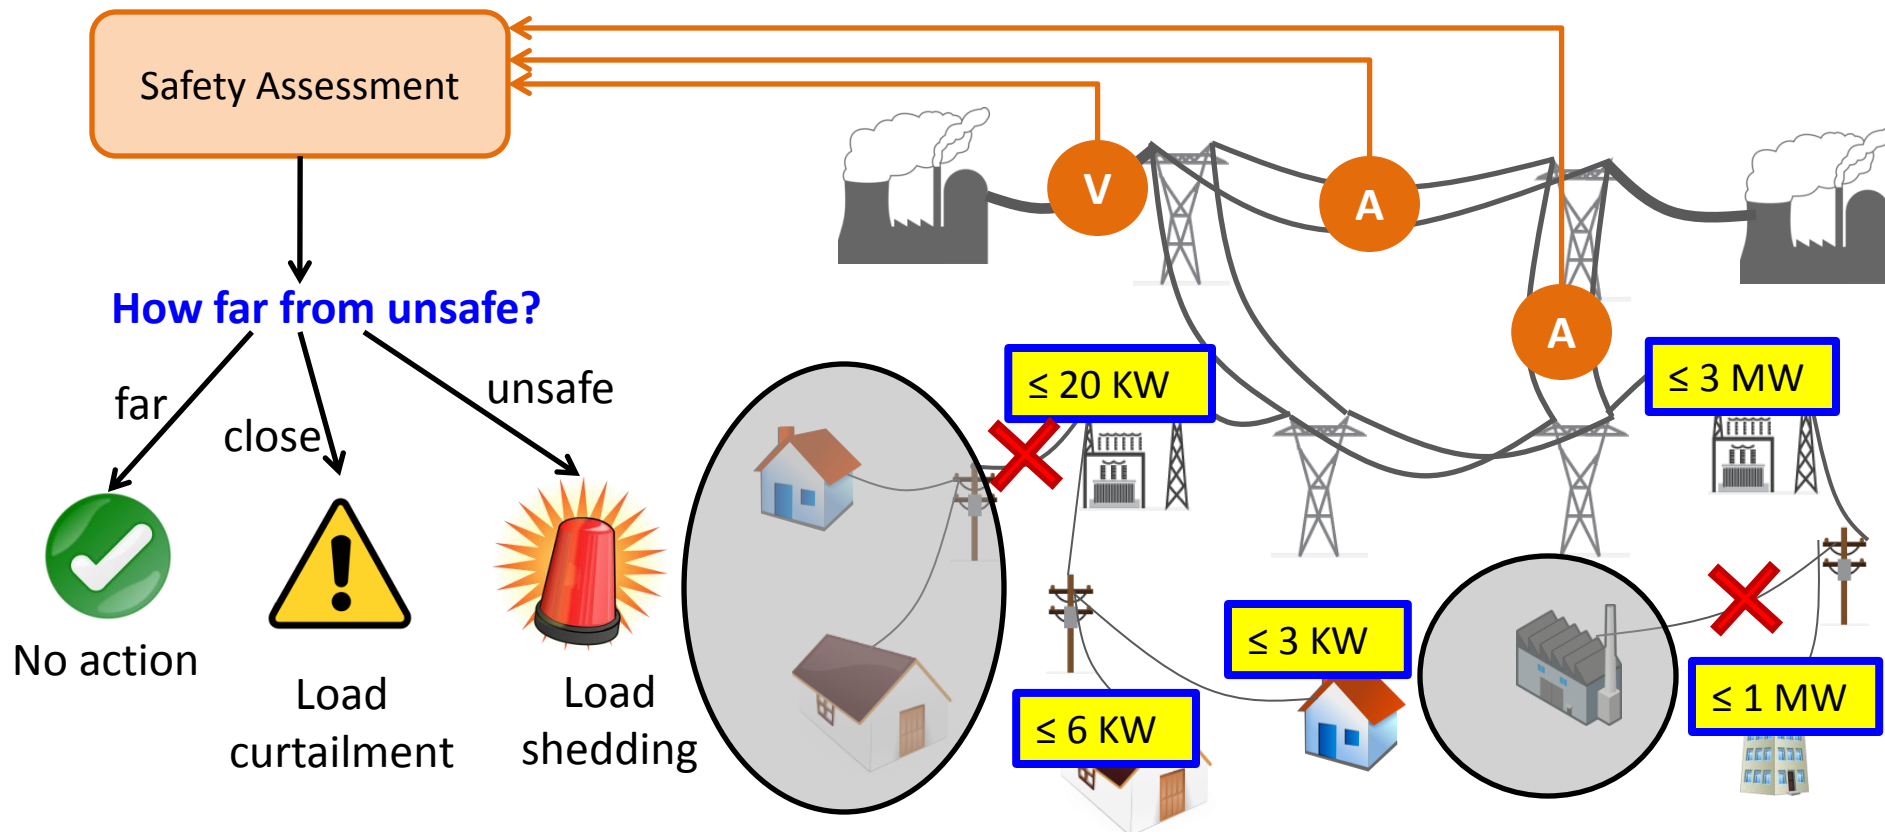 Safety Assessment
How far from unsafe?
far
close
unsafe
No action
Load
curtailment
Load
shedding
V
A
A
≤ 20 KW
≤ 3 MW
≤ 3 KW
≤ 6 KW
≤ 1 MW